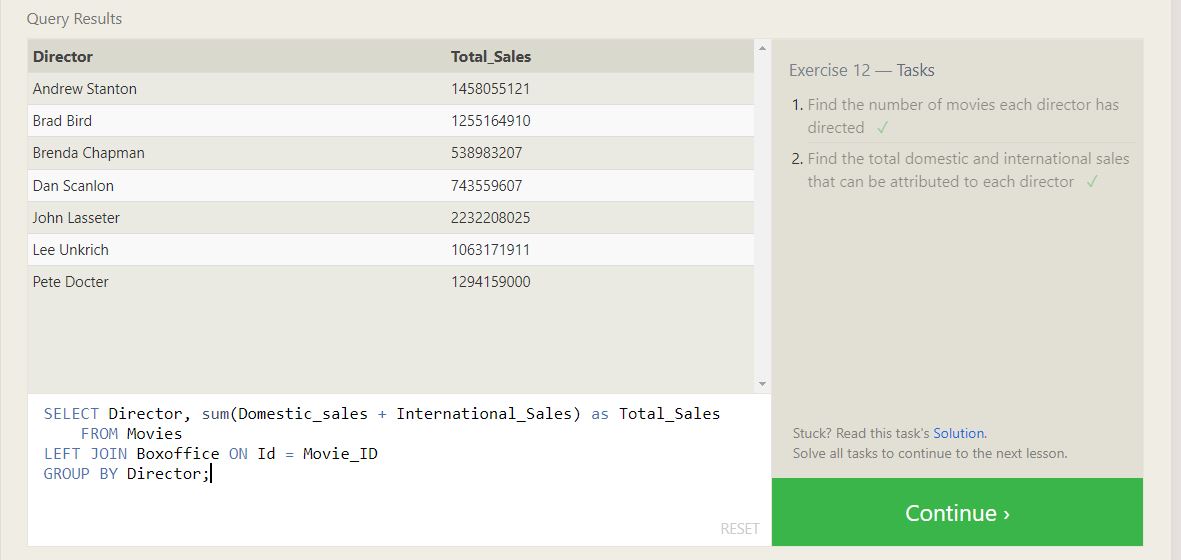 Query Results
Director Total_Sales
Andrew Stanton 1458055121
Brad Bird 1255164910
Brenda Chapman 538983207
Dan Scanlon 743559607
John Lasseter 2232208025
Lee Unkrich 1063171911
Pete Docter 1294159000
SELECT Director, sum(Domestic_sales + International_Sales) as Total_Sales
FROM Movies
LEFT JOIN Boxoffice ON Id = Movie_ID
GROUP BY Director;
RESET
Exercise 12 — Tasks
1. Find the number of movies each director has
directed ✓
2. Find the total domestic and international sales
that can be attributed to each director ✓
Stuck? Read this task's Solution.
Solve all tasks to continue to the next lesson.
Continue ›